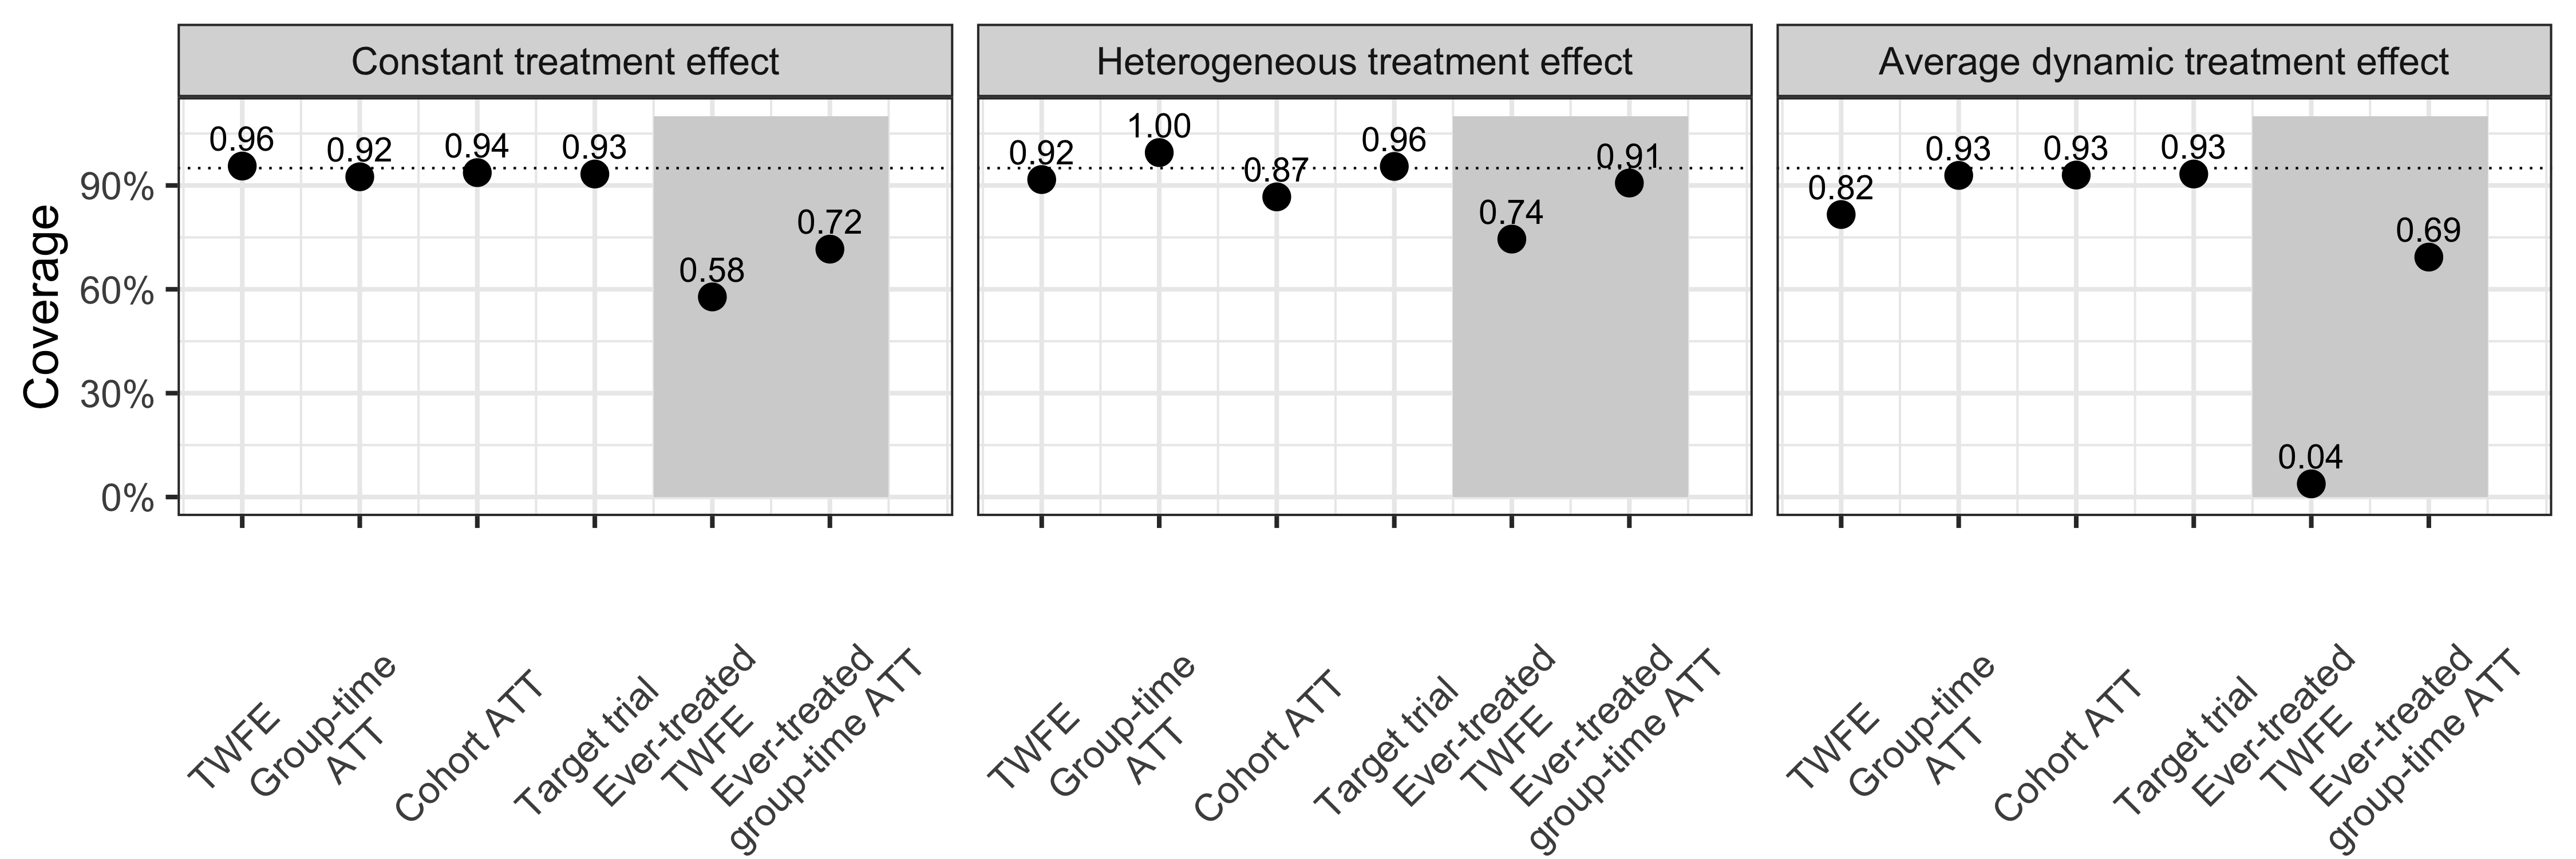 Constant treatment effect
Heterogeneous treatment effect
Average dynamic treatment effect
Coverage
90%
60%
30%
0%
0.96
0.92
0.94
0.93
0.58
0.72
0.92
1.00
0.87
0.96
0.74
0.91
0.82
0.93
0.93
0.93
0.04
0.69
TWFE
Group-time
ATT
Cohort ATT
Target trial
Ever-treated
TWFE
Ever-treated
group-time ATT
TWFE
Group-time
ATT
Cohort ATT
Target trial
Ever-treated
TWFE
Ever-treated
group-time ATT
TWFE
Group-time
ATT
Cohort ATT
Target trial
Ever-treated
TWFE
Ever-treated
group-time ATT